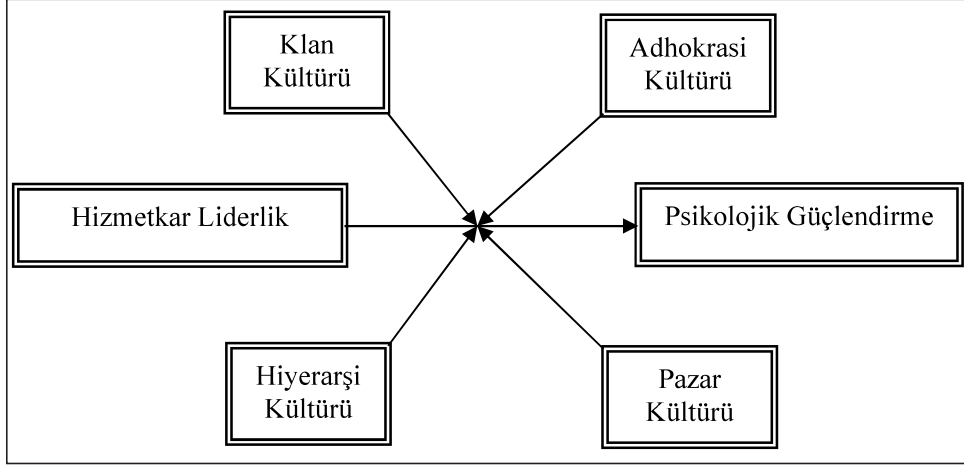 Klan
Kültürü
Adhokrasi
Kültürü
Hizmetkar Liderlik
Psikolojik Güçlendirme
Hiyerarşi
Kültürü
Pazar
Kültürü